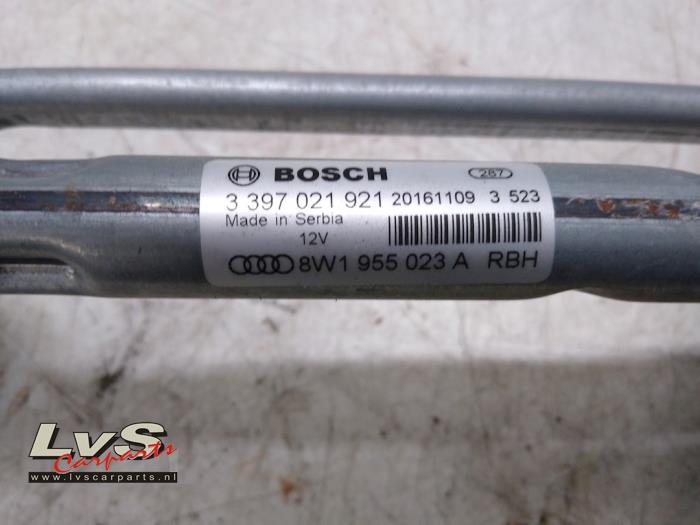 BOSCH 287
3 397 021 921 20161109 3 523
Made in Serbia
12V
8W1 955 023 A RBH
LvS
Carparts
www.lvscarparts.nl